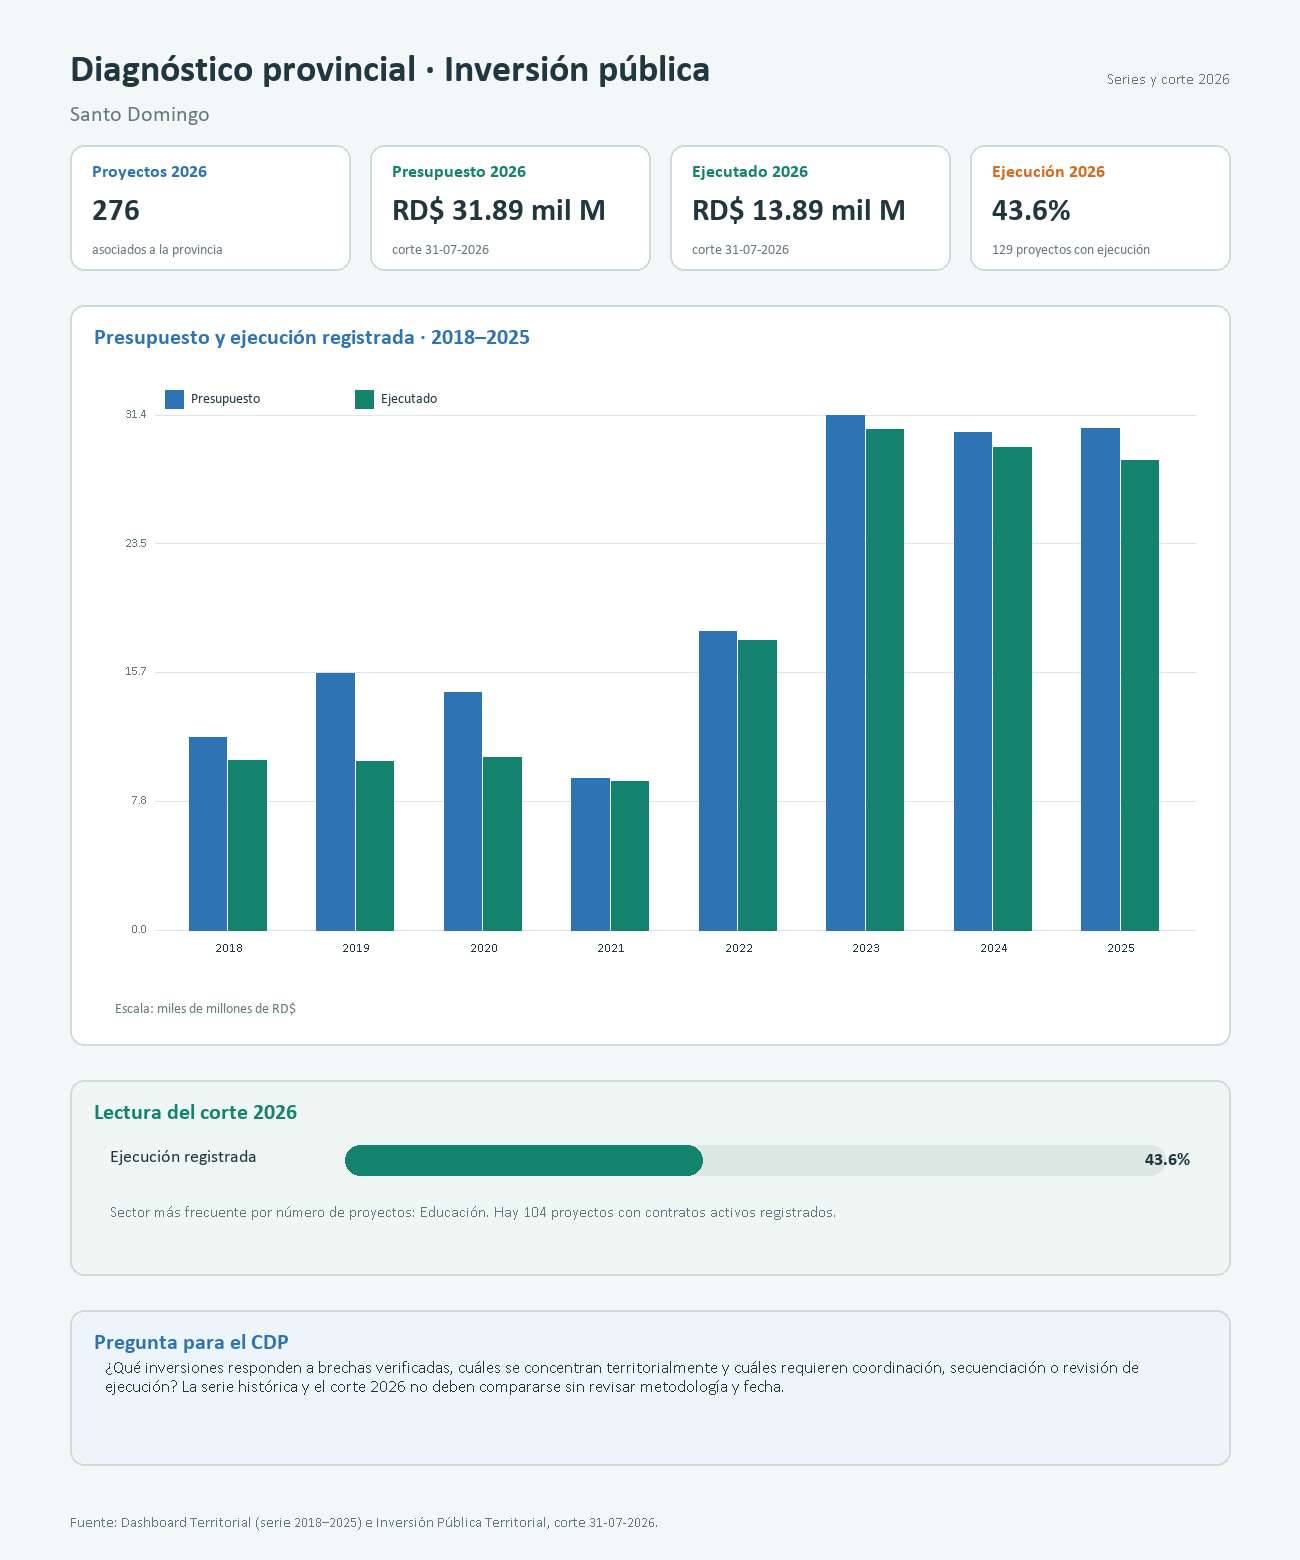 Diagnóstico provincial · Inversión pública
Series y corte 2026
Santo Domingo
Proyectos 2026
276
asociados a la provincia
Presupuesto 2026
RD$ 31.89 mil M
corte 31-07-2026
Ejecutado 2026
RD$ 13.89 mil M
corte 31-07-2026
Ejecución 2026
43.6%
129 proyectos con ejecución
Presupuesto y ejecución registrada · 2018–2025
Presupuesto
Ejecutado
31.4
23.5
15.7
7.8
0.0
2018
2019
2020
2021
2022
2023
2024
2025
Escala: miles de millones de RD$
Lectura del corte 2026
Ejecución registrada
43.6%
Sector más frecuente por número de proyectos: Educación. Hay 104 proyectos con contratos activos registrados.
Pregunta para el CDP
¿Qué inversiones responden a brechas verificadas, cuáles se concentran territorialmente y cuáles requieren coordinación, secuenciación o revisión de
ejecución? La serie histórica y el corte 2026 no deben compararse sin revisar metodología y fecha.
Fuente: Dashboard Territorial (serie 2018–2025) e Inversión Pública Territorial, corte 31-07-2026.